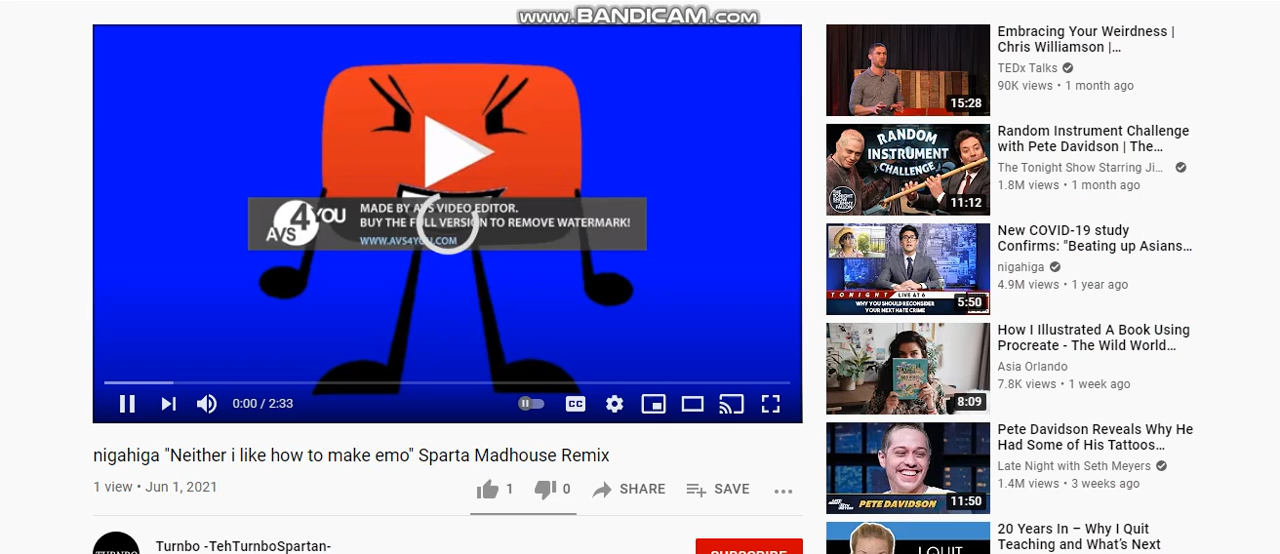 www.BANDICAM.com
AVS4YOU
MADE BY AVS VIDEO EDITOR.
BUY THE FULL VERSION TO REMOVE WATERMARK!
WWW.AVS4YOU.COM
0:00 / 2:33
CC
nigahiga "Neither i like how to make emo" Sparta Madhouse Remix
1 view • Jun 1, 2021
1
0
SHARE
SAVE
TURNBO
Turnbo -TehTurnboSpartan-
SUBSCRIBE
15:28
Embracing Your Weirdness |
Chris Williamson |…
TEDx Talks
90K views • 1 month ago
RANDOM
INSTRUMENT
CHALLENGE
11:12
Random Instrument Challenge
with Pete Davidson | The…
The Tonight Show Starring Ji…
1.8M views • 1 month ago
TONIGHT LIVE AT 6
WHY YOU SHOULD RECONSIDER
YOUR NEXT HATE CRIME
5:50
New COVID-19 study
Confirms: "Beating up Asians…
nigahiga
4.9M views • 1 year ago
8:09
How I Illustrated A Book Using
Procreate - The Wild World…
Asia Orlando
7.8K views • 1 week ago
PETE DAVIDSON
11:50
Pete Davidson Reveals Why He
Had Some of His Tattoos…
Late Night with Seth Meyers
1.4M views • 3 weeks ago
I QUIT
20 Years In – Why I Quit
Teaching and What's Next